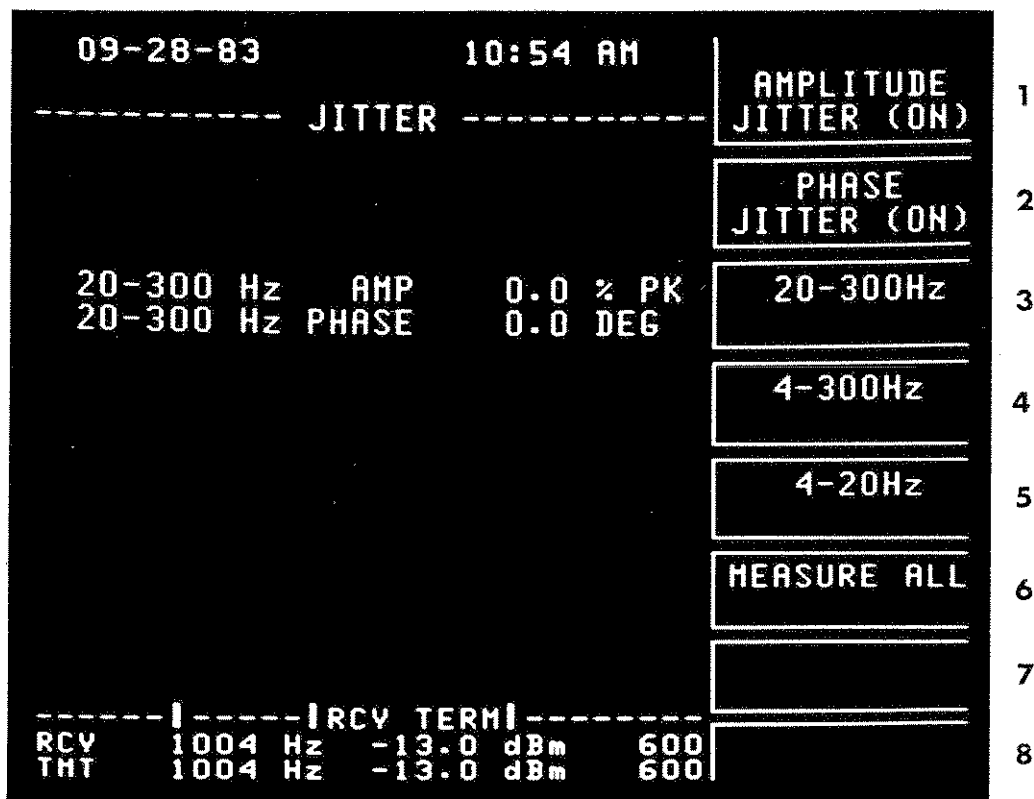 09-28-83 10:54 AM
----------- JITTER -----------
20-300 Hz AMP 0.0 % PK
20-300 Hz PHASE 0.0 DEG
------|-----|RCV TERM|--------
RCV 1004 Hz -13.0 dBm 600
TMT 1004 Hz -13.0 dBm 600
AMPLITUDE
JITTER (ON)
1
PHASE
JITTER (ON)
2
20-300Hz
3
4-300Hz
4
4-20Hz
5
MEASURE ALL
6
7
8